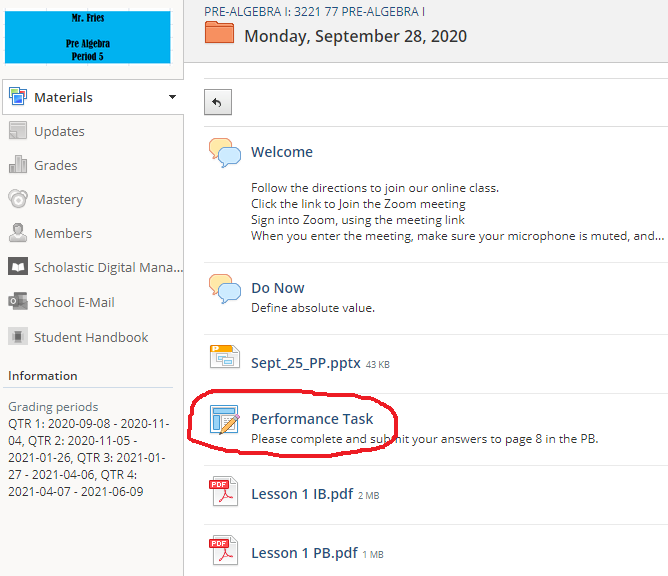 Mr. Fries
Pre Algebra
Period 5
Materials
Updates
Grades
Mastery
Members
Scholastic Digital Mana...
School E-Mail
Student Handbook
Information
Grading periods
QTR 1: 2020-09-08 - 2020-11-
04, QTR 2: 2020-11-05 -
2021-01-26, QTR 3: 2021-01-
27 - 2021-04-06, QTR 4:
2021-04-07 - 2021-06-09
PRE-ALGEBRA I: 3221 77 PRE-ALGEBRA I
Monday, September 28, 2020
Welcome
Follow the directions to join our online class.
Click the link to Join the Zoom meeting
Sign into Zoom, using the meeting link
When you enter the meeting, make sure your microphone is muted, and...
Do Now
Define absolute value.
Sept_25_PP.pptx 43 KB
Performance Task
Please complete and submit your answers to page 8 in the PB.
PDF
Lesson 1 IB.pdf 2 MB
PDF
Lesson 1 PB.pdf 1 MB